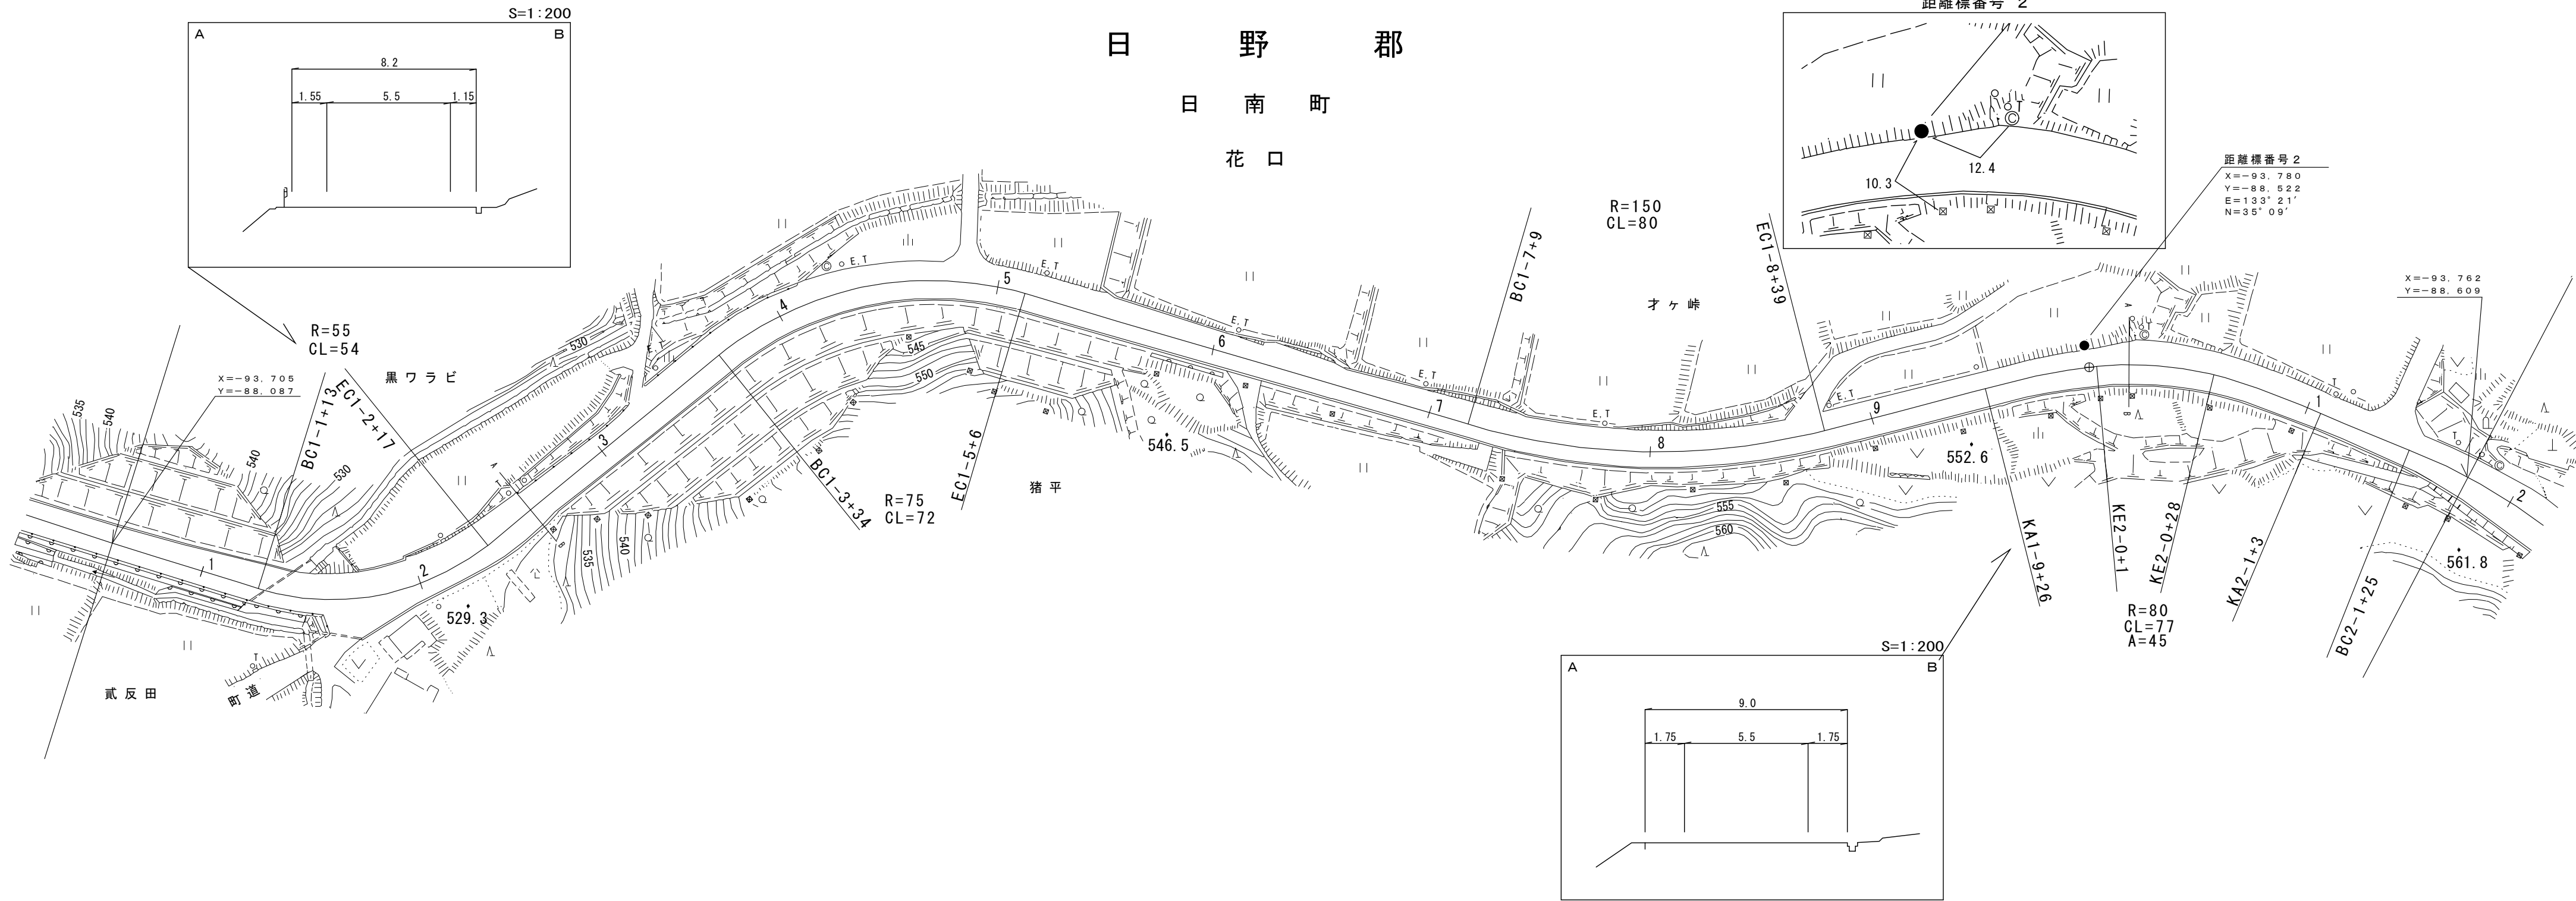 日 野 郡
日 南 町
花 口
S=1:200
A B
8.2
1.55 5.5 1.15
距離標番号 2
T
12.4
10.3
距離標番号2
X=-93.780
Y=-88.522
E=133°21′
N=35°09′
X=-93.762
Y=-88.609
R=150
CL=80
BC1-7+9
EC1-8+39
才ヶ峠
R=55
CL=54
X=-93.705
Y=-88.087
BC1-1+13
EC1-2+17
黒ワラビ
535
540
540
530
530
E.T
E.T
E.T
E.T
E.T
E.T
E.T
T
T
T
T
T
A
B
A
B
1
2
3
4
5
6
7
8
9
1
2
545
550
535
540
555
560
546.5
552.6
561.8
529.3
BC1-3+34
R=75
CL=72
EC1-5+6
猪平
KA1-9+26
KE2-0+1
KE2-0+28
R=80
CL=77
A=45
KA2-1+3
BC2-1+25
貮反田
町道
S=1:200
A B
9.0
1.75 5.5 1.75